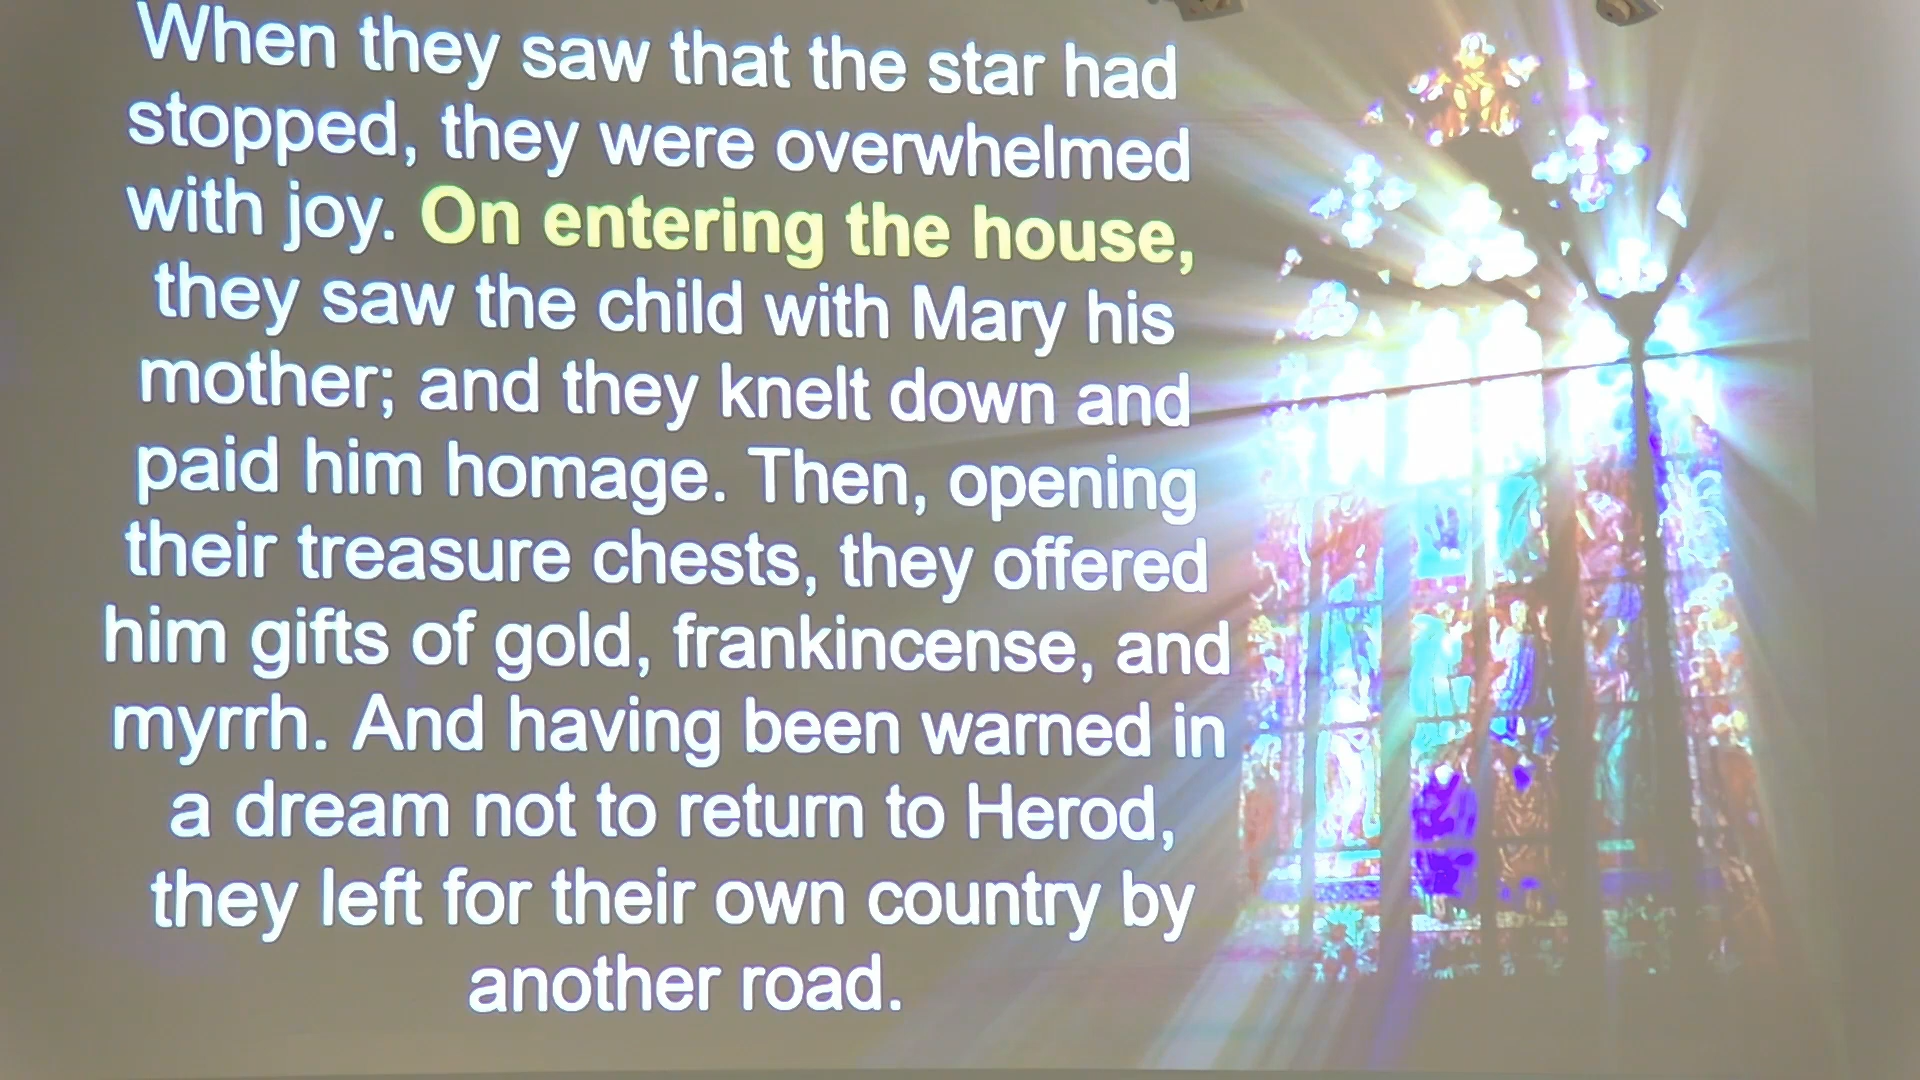 When they saw that the star had
stopped, they were overwhelmed
with joy. On entering the house,
they saw the child with Mary his
mother; and they knelt down and
paid him homage. Then, opening
their treasure chests, they offered
him gifts of gold, frankincense, and
myrrh. And having been warned in
a dream not to return to Herod,
they left for their own country by
another road.